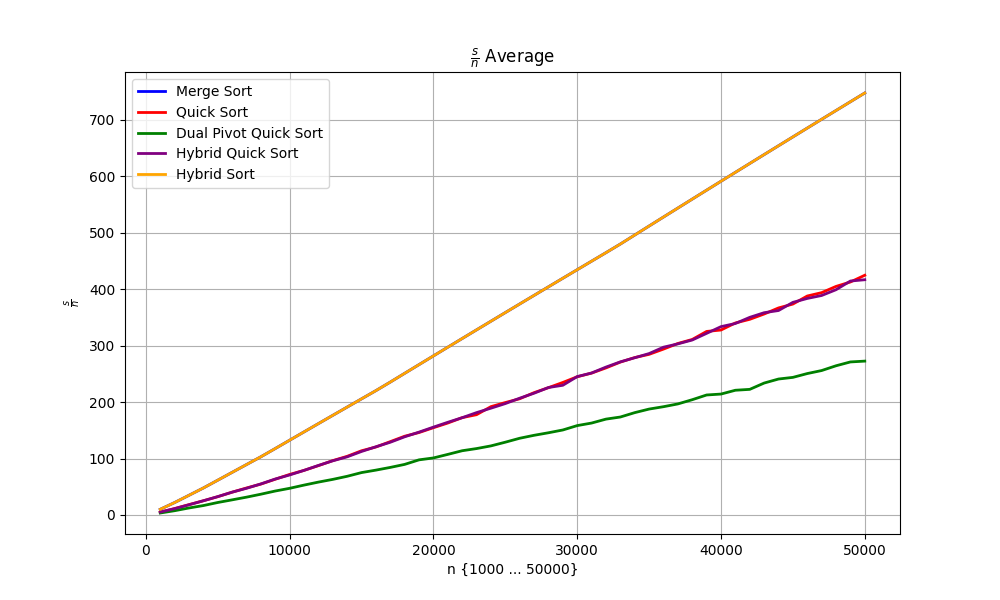 s/n Average
Merge Sort
Quick Sort
Dual Pivot Quick Sort
Hybrid Quick Sort
Hybrid Sort
700
600
500
400
300
200
100
0
s/n
0 10000 20000 30000 40000 50000
n {1000 ... 50000}